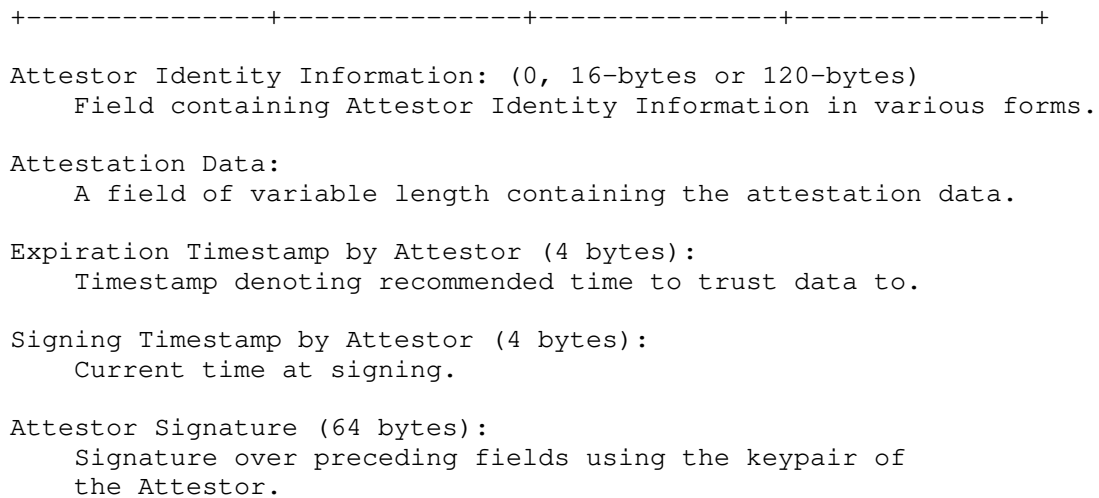 +---------------+---------------+---------------+---------------+
Attestor Identity Information: (0, 16-bytes or 120-bytes)
Field containing Attestor Identity Information in various forms.
Attestation Data:
A field of variable length containing the attestation data.
Expiration Timestamp by Attestor (4 bytes):
Timestamp denoting recommended time to trust data to.
Signing Timestamp by Attestor (4 bytes):
Current time at signing.
Attestor Signature (64 bytes):
Signature over preceding fields using the keypair of
the Attestor.